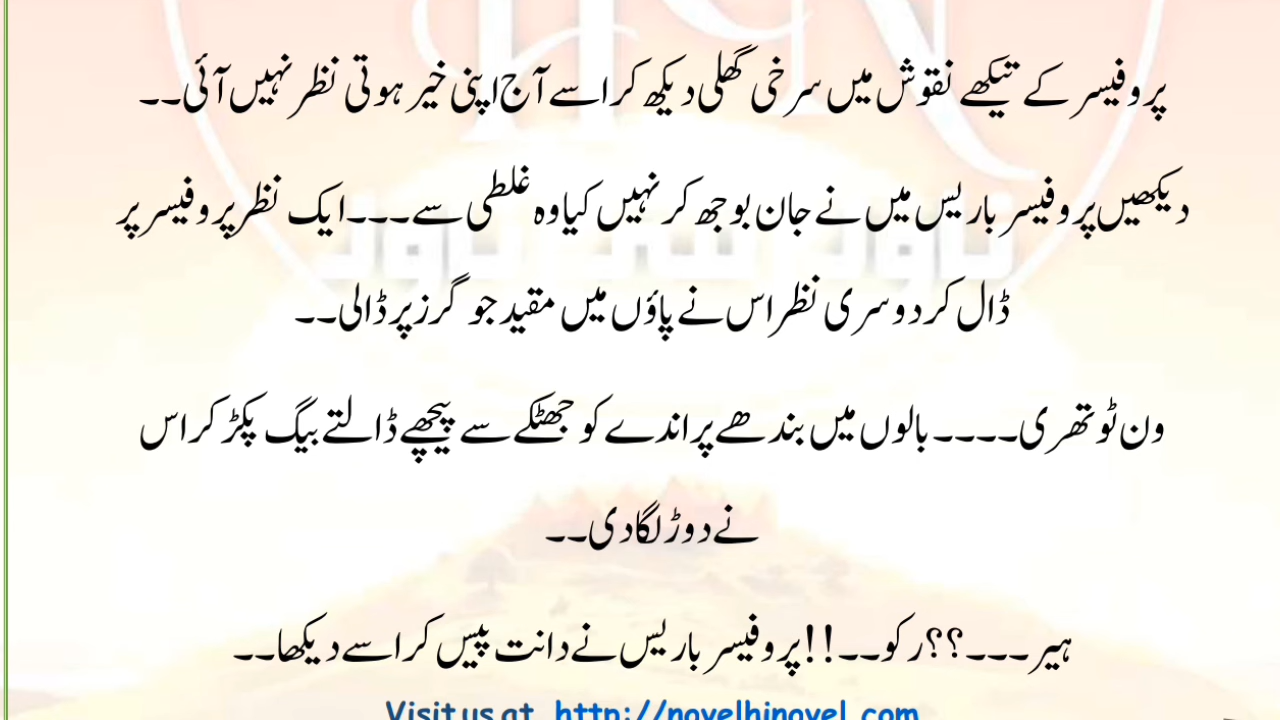 پروفیسر کے تیکھے نقوش میں سرخی گھلی دیکھ کر اسے آج اپنی خیر ہوتی نظر نہیں آئی۔۔
دیکھیں پروفیسر باریس میں نے جان بوجھ کر نہیں کیا وہ غلطی سے۔۔۔ ایک نظر پروفیسر پر
ڈال کر دوسری نظر اس نے پاؤں میں مقید جو گرز پر ڈالی۔۔
ون ٹو تھری۔۔۔۔ بالوں میں بندھے پراندے کو جھٹکے سے پیچھے ڈالتے بیگ پکڑ کر اس
نے دوڑ لگا دی۔۔
ہیر۔۔۔؟؟ رکو۔۔!! پروفیسر باریس نے دانت پیس کر اسے دیکھا۔۔
Visit us at http://novelhinovel.com